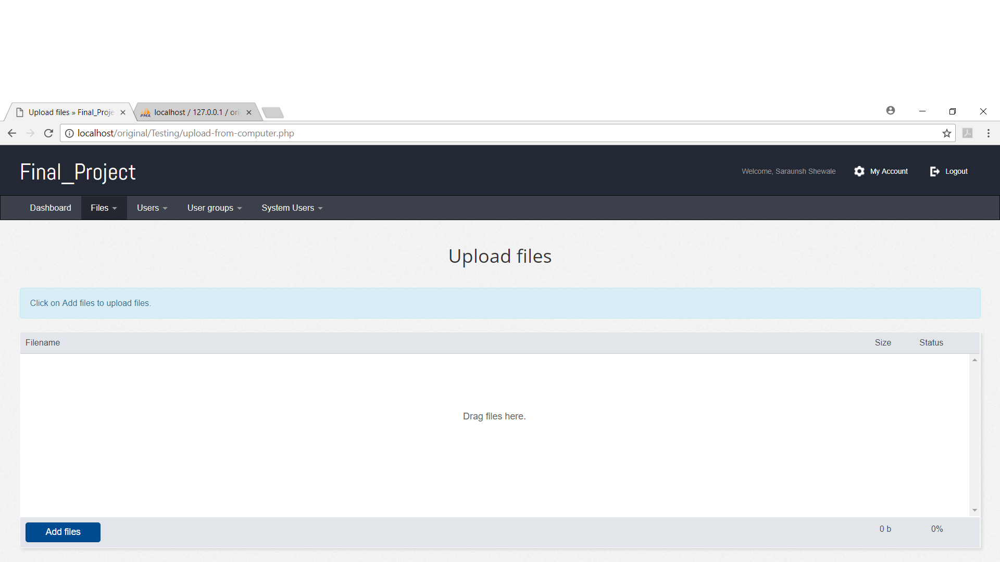 Upload files » Final_Proje
PMA localhost / 127.0.0.1 / ori
localhost/original/Testing/upload-from-computer.php
Final_Project
Welcome, Saraunsh Shewale My Account Logout
Dashboard Files Users User groups System Users
Upload files
Click on Add files to upload files.
Filename Size Status
Drag files here.
Add files 0 b 0%